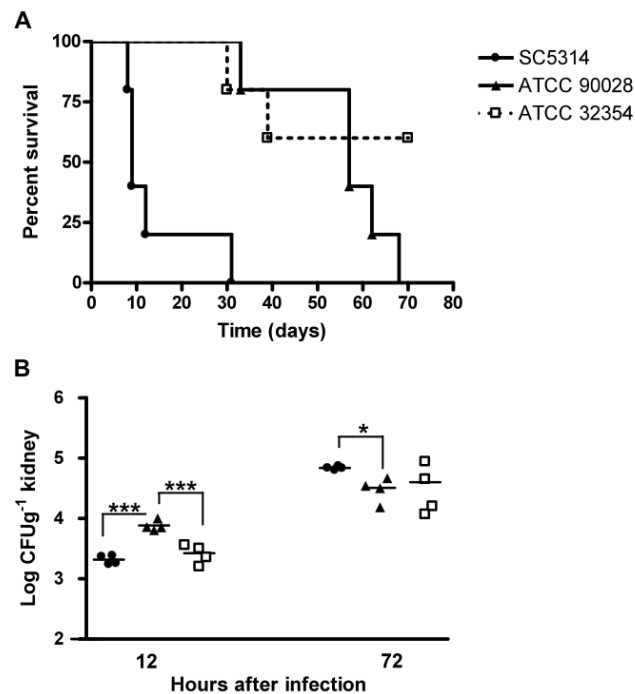 A
SC5314
ATCC 90028
ATCC 32354
Percent survival
100
75
50
25
0
0 10 20 30 40 50 60 70 80
Time (days)
B
Log CFUg⁻¹ kidney
6
5
4
3
2
*** *** *
12 72
Hours after infection